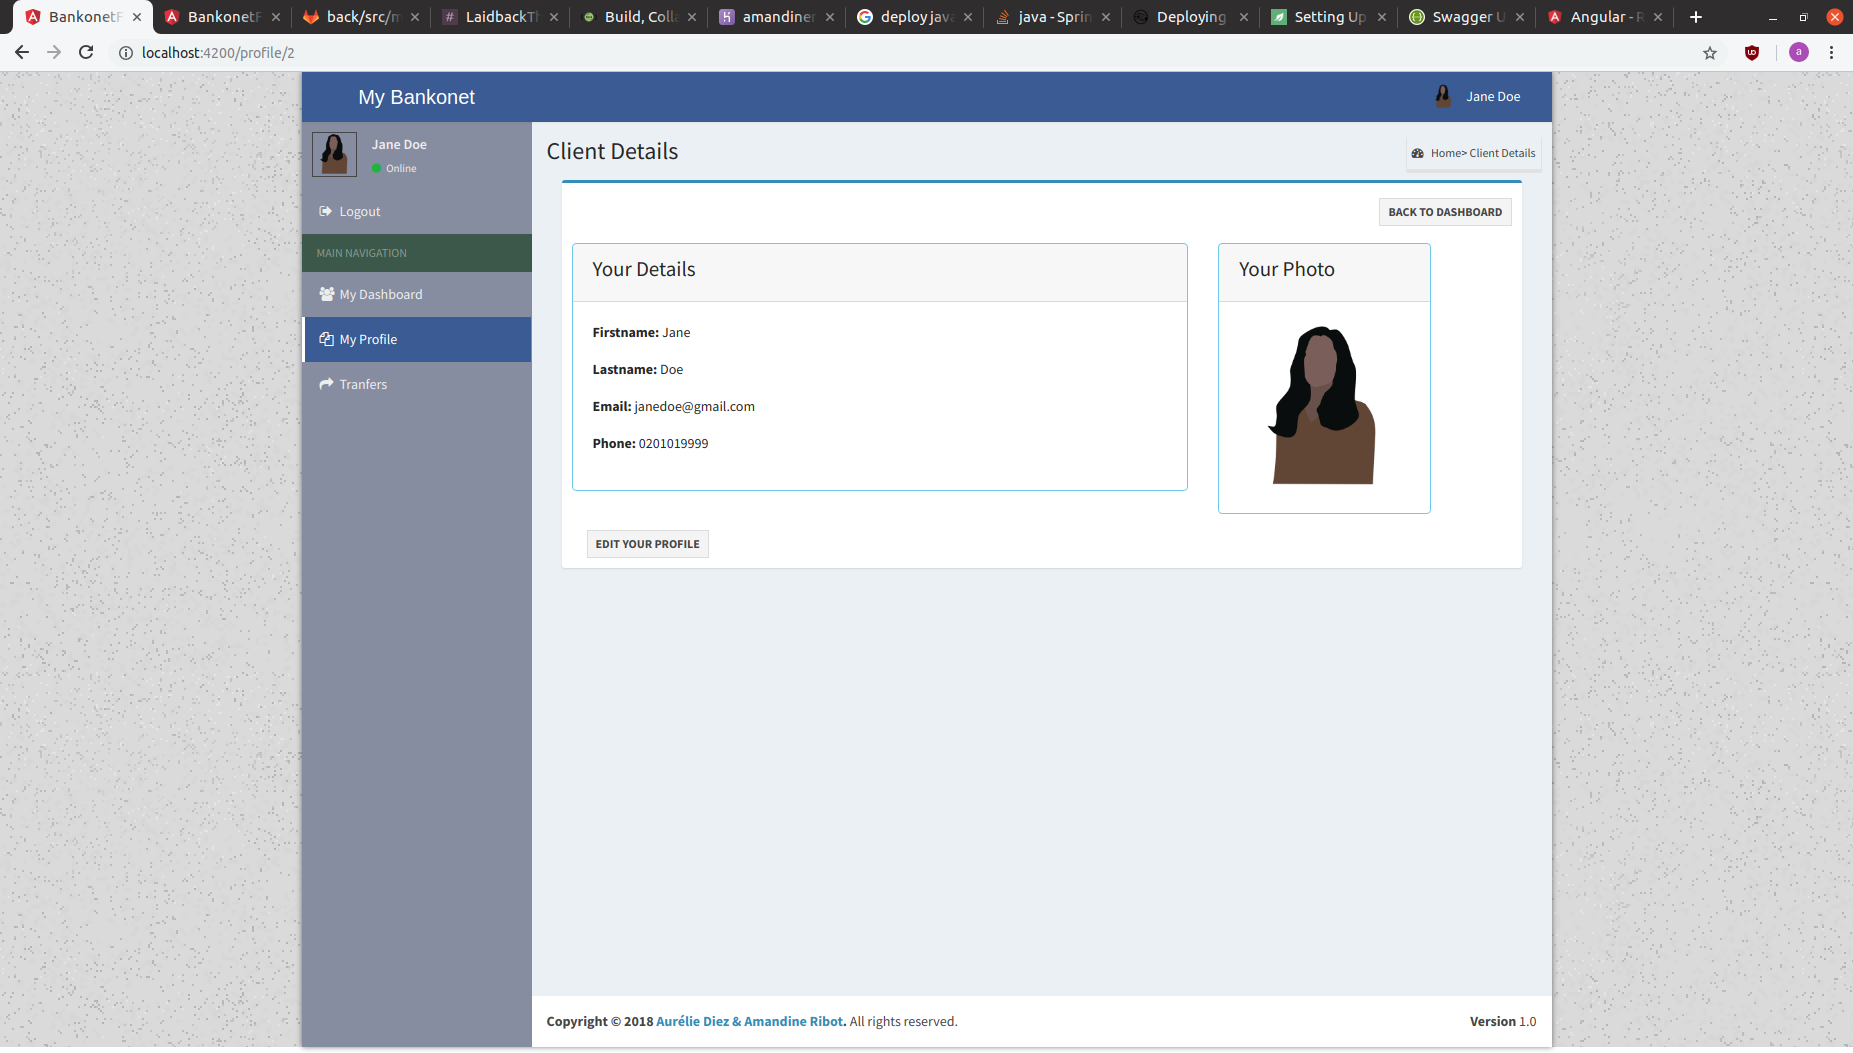 BankonetF
BankonetF
back/src/m
LaidbackTh
Build, Colla
amandiner
deploy java
java - Sprin
Deploying
Setting Up
Swagger U
Angular - R
localhost:4200/profile/2
a
My Bankonet
Jane Doe
Jane Doe
Online
Logout
MAIN NAVIGATION
My Dashboard
My Profile
Tranfers
Client Details
Home> Client Details
BACK TO DASHBOARD
Your Details
Firstname: Jane
Lastname: Doe
Email: janedoe@gmail.com
Phone: 0201019999
Your Photo
EDIT YOUR PROFILE
Copyright © 2018 Aurélie Diez & Amandine Ribot. All rights reserved.
Version 1.0